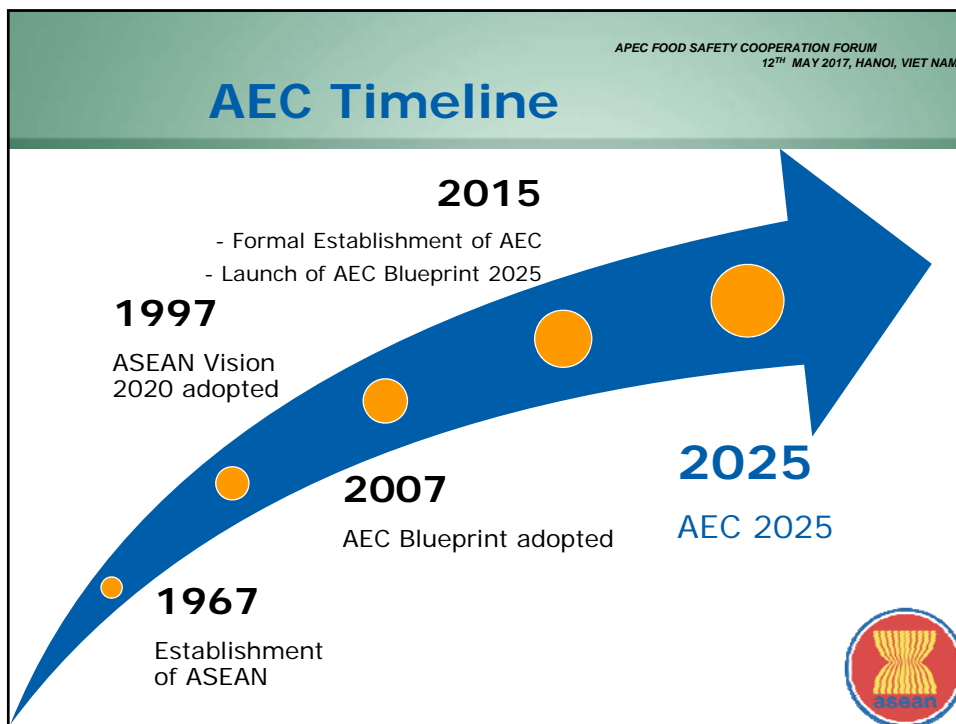 APEC FOOD SAFETY COOPERATION FORUM
12TH MAY 2017, HANOI, VIET NAM
AEC Timeline
2015
- Formal Establishment of AEC
- Launch of AEC Blueprint 2025
1997
ASEAN Vision
2020 adopted
2007
AEC Blueprint adopted
2025
AEC 2025
1967
Establishment
of ASEAN
asean